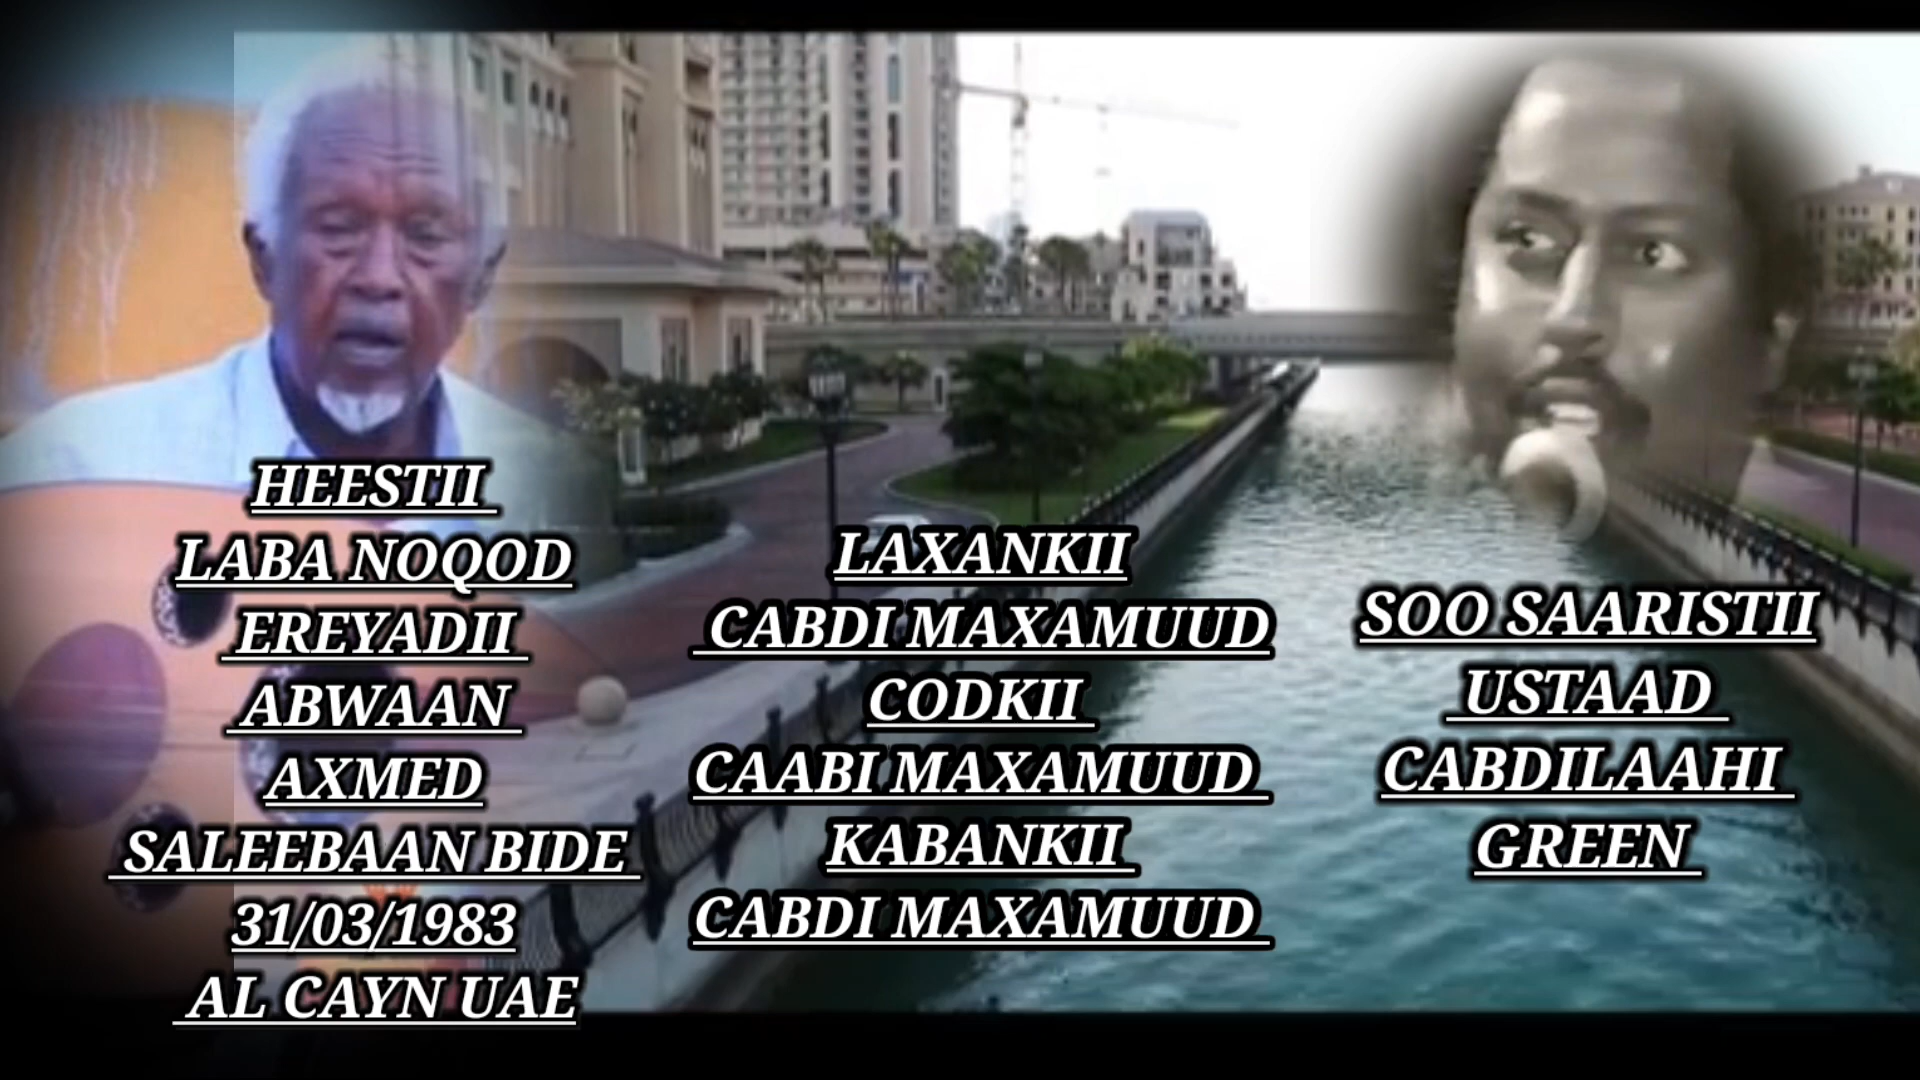 HEESTII
LABA NOQOD
EREYADII
ABWAAN
AXMED
SALEEBAAN BIDE
31/03/1983
AL CAYN UAE
LAXANKII
CABDI MAXAMUUD
CODKII
CAABI MAXAMUUD
KABANKII
CABDI MAXAMUUD
SOO SAARISTII
USTAAD
CABDILAAHI
GREEN